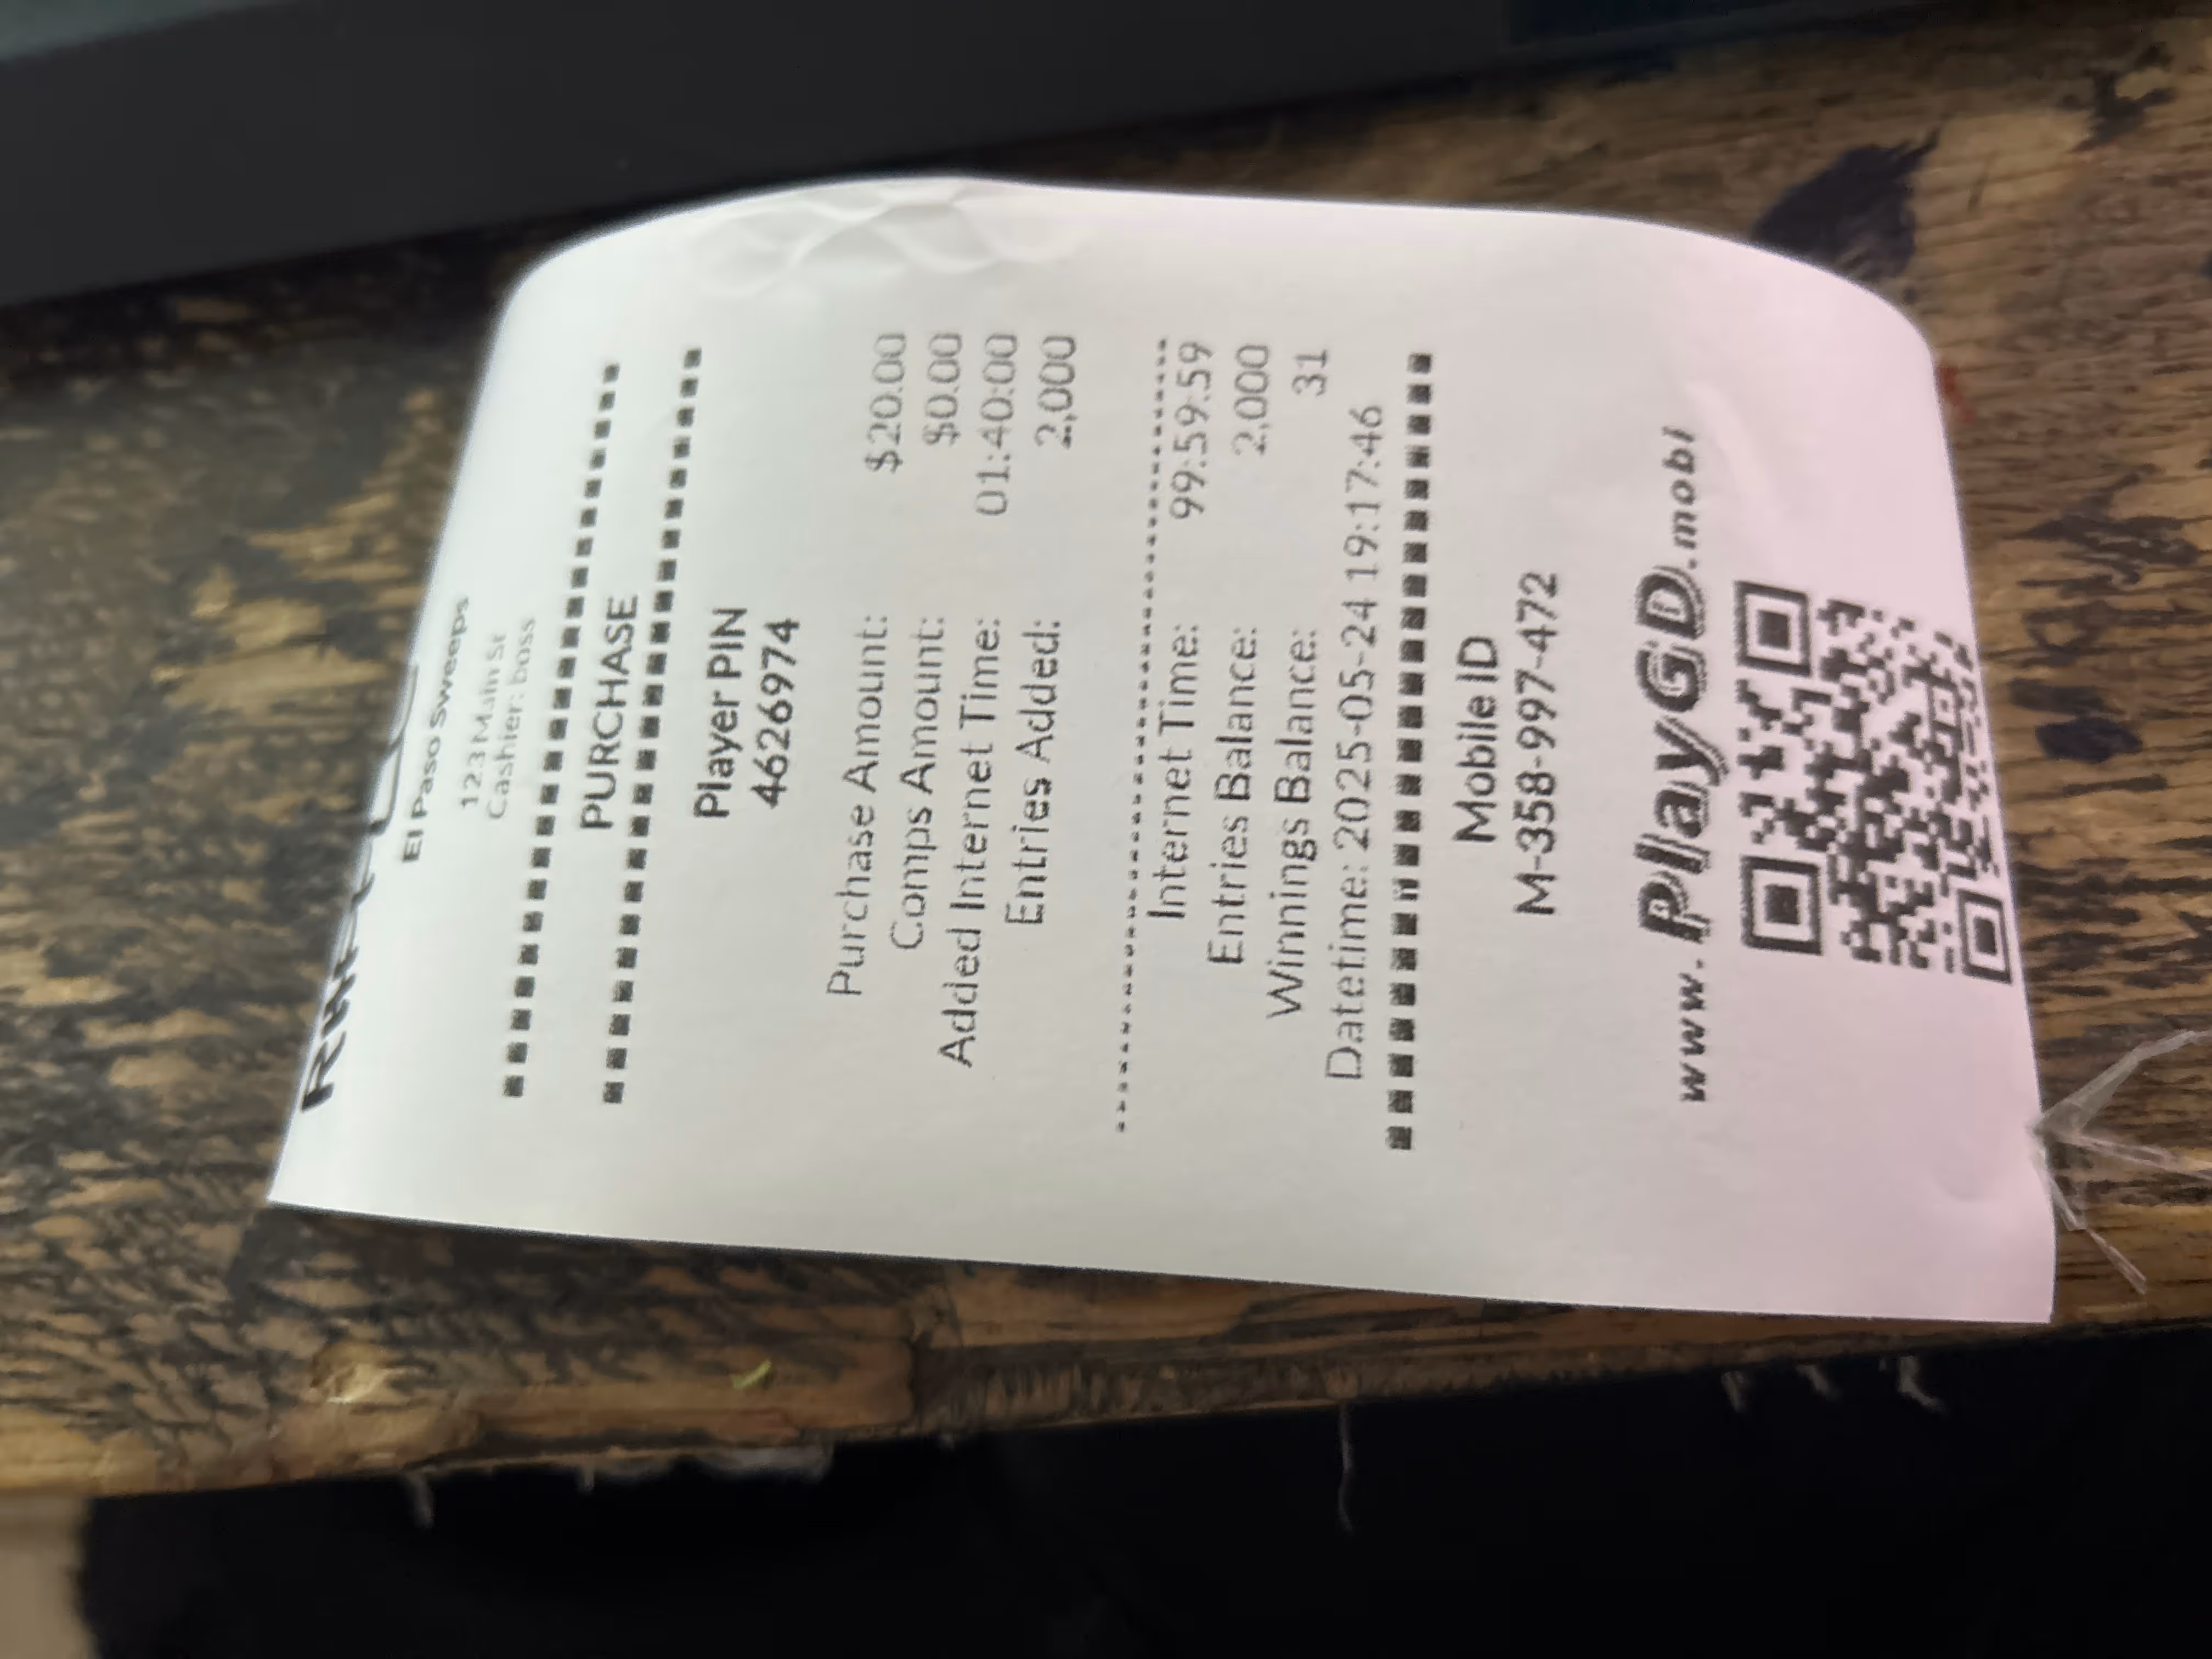 El Paso Sweeps
123 Main St
Cashier: boss
PURCHASE
Player PIN
4626974
Purchase Amount: $20.00
Comps Amount: $0.00
Added Internet Time: 01:40:00
Entries Added: 2,000
Internet Time: 99:59:59
Entries Balance: 2,000
Winnings Balance: 31
Datetime: 2025-05-24 19:17:46
Mobile ID
M-358-997-472
www.PlayGD.mobi